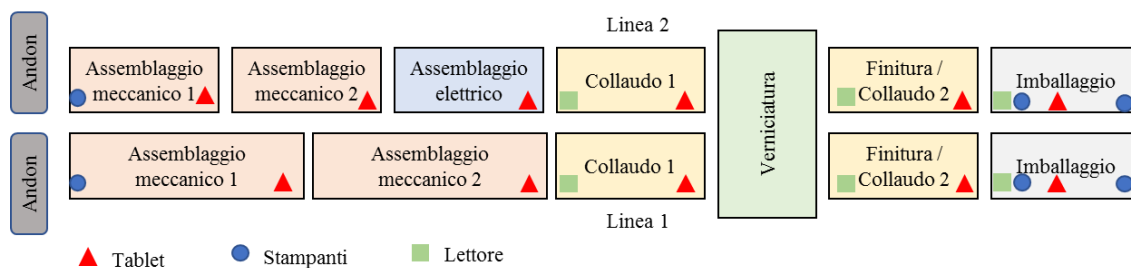 Linea 2
Andon
Assemblaggio
meccanico 1
Assemblaggio
meccanico 2
Assemblaggio
elettrico
Collaudo 1
Verniciatura
Finitura /
Collaudo 2
Imballaggio
Andon
Assemblaggio
meccanico 1
Assemblaggio
meccanico 2
Collaudo 1
Finitura /
Collaudo 2
Imballaggio
Linea 1
Tablet
Stampanti
Lettore